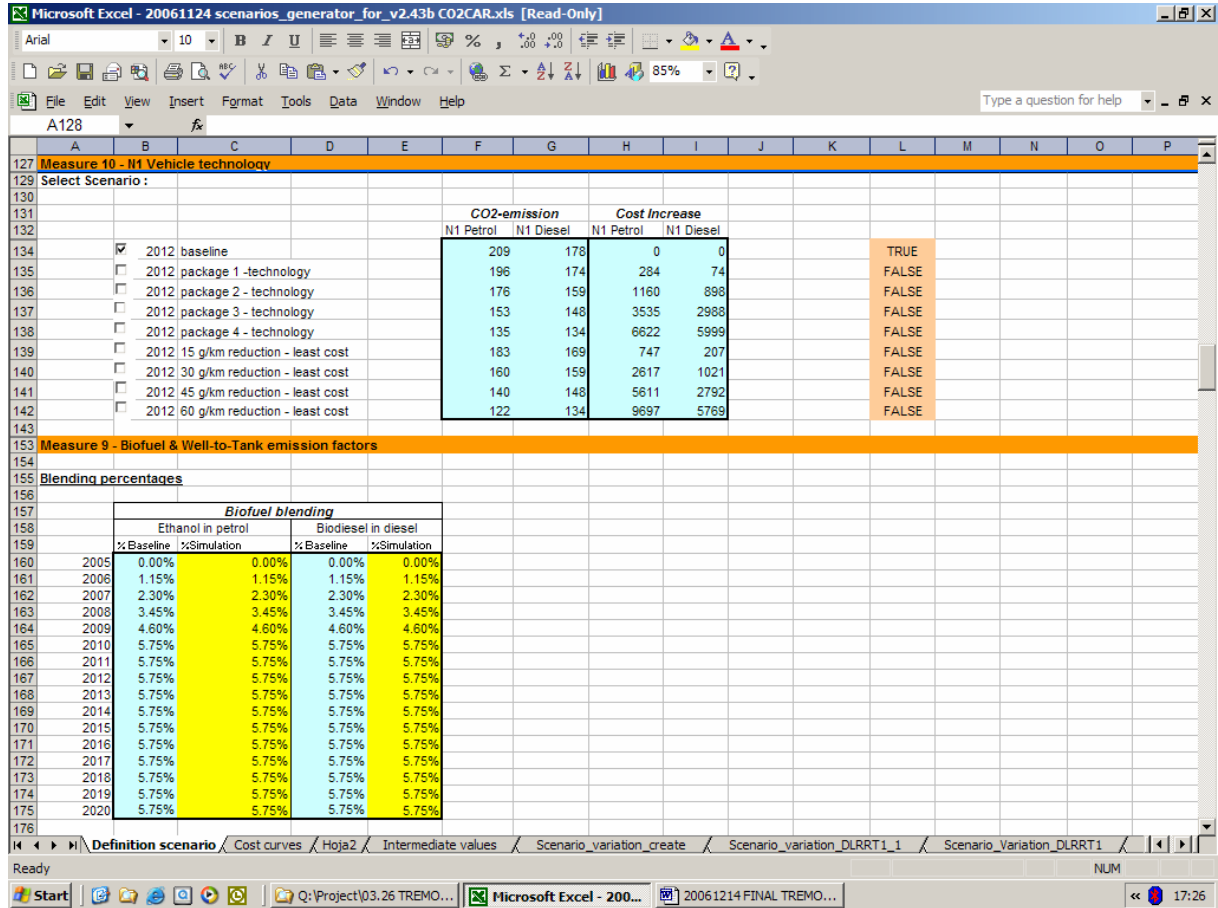 Microsoft Excel - 20061124 scenarios_generator_for_v2.43b CO2CAR.xls [Read-Only]
Arial 10 B I U % , 
Σ 85%
File Edit View Insert Format Tools Data Window Help Type a question for help
A128 fx
A B C D E F G H I J K L M N O P
127 Measure 10 - N1 Vehicle technology
129 Select Scenario :
130
131 CO2-emission Cost Increase
132 N1 Petrol N1 Diesel N1 Petrol N1 Diesel
134 2012 baseline 209 178 0 0 TRUE
135 2012 package 1 -technology 196 174 284 74 FALSE
136 2012 package 2 - technology 176 159 1160 898 FALSE
137 2012 package 3 - technology 153 148 3535 2988 FALSE
138 2012 package 4 - technology 135 134 6622 5999 FALSE
139 2012 15 g/km reduction - least cost 183 169 747 207 FALSE
140 2012 30 g/km reduction - least cost 160 159 2617 1021 FALSE
141 2012 45 g/km reduction - least cost 140 148 5611 2792 FALSE
142 2012 60 g/km reduction - least cost 122 134 9697 5769 FALSE
143
153 Measure 9 - Biofuel & Well-to-Tank emission factors
154
155 Blending percentages
156
157 Biofuel blending
158 Ethanol in petrol Biodiesel in diesel
159 % Baseline %Simulation % Baseline %Simulation
160 2005 0.00% 0.00% 0.00% 0.00%
161 2006 1.15% 1.15% 1.15% 1.15%
162 2007 2.30% 2.30% 2.30% 2.30%
163 2008 3.45% 3.45% 3.45% 3.45%
164 2009 4.60% 4.60% 4.60% 4.60%
165 2010 5.75% 5.75% 5.75% 5.75%
166 2011 5.75% 5.75% 5.75% 5.75%
167 2012 5.75% 5.75% 5.75% 5.75%
168 2013 5.75% 5.75% 5.75% 5.75%
169 2014 5.75% 5.75% 5.75% 5.75%
170 2015 5.75% 5.75% 5.75% 5.75%
171 2016 5.75% 5.75% 5.75% 5.75%
172 2017 5.75% 5.75% 5.75% 5.75%
173 2018 5.75% 5.75% 5.75% 5.75%
174 2019 5.75% 5.75% 5.75% 5.75%
175 2020 5.75% 5.75% 5.75% 5.75%
176
Definition scenario Cost curves Hoja2 Intermediate values Scenario_variation_create Scenario_variation_DLRRT1_1 Scenario_Variation_DLRRT1
Ready NUM
Start Q:\Project\03.26 TREMO... Microsoft Excel - 200... 20061214 FINAL TREMO... « 17:26